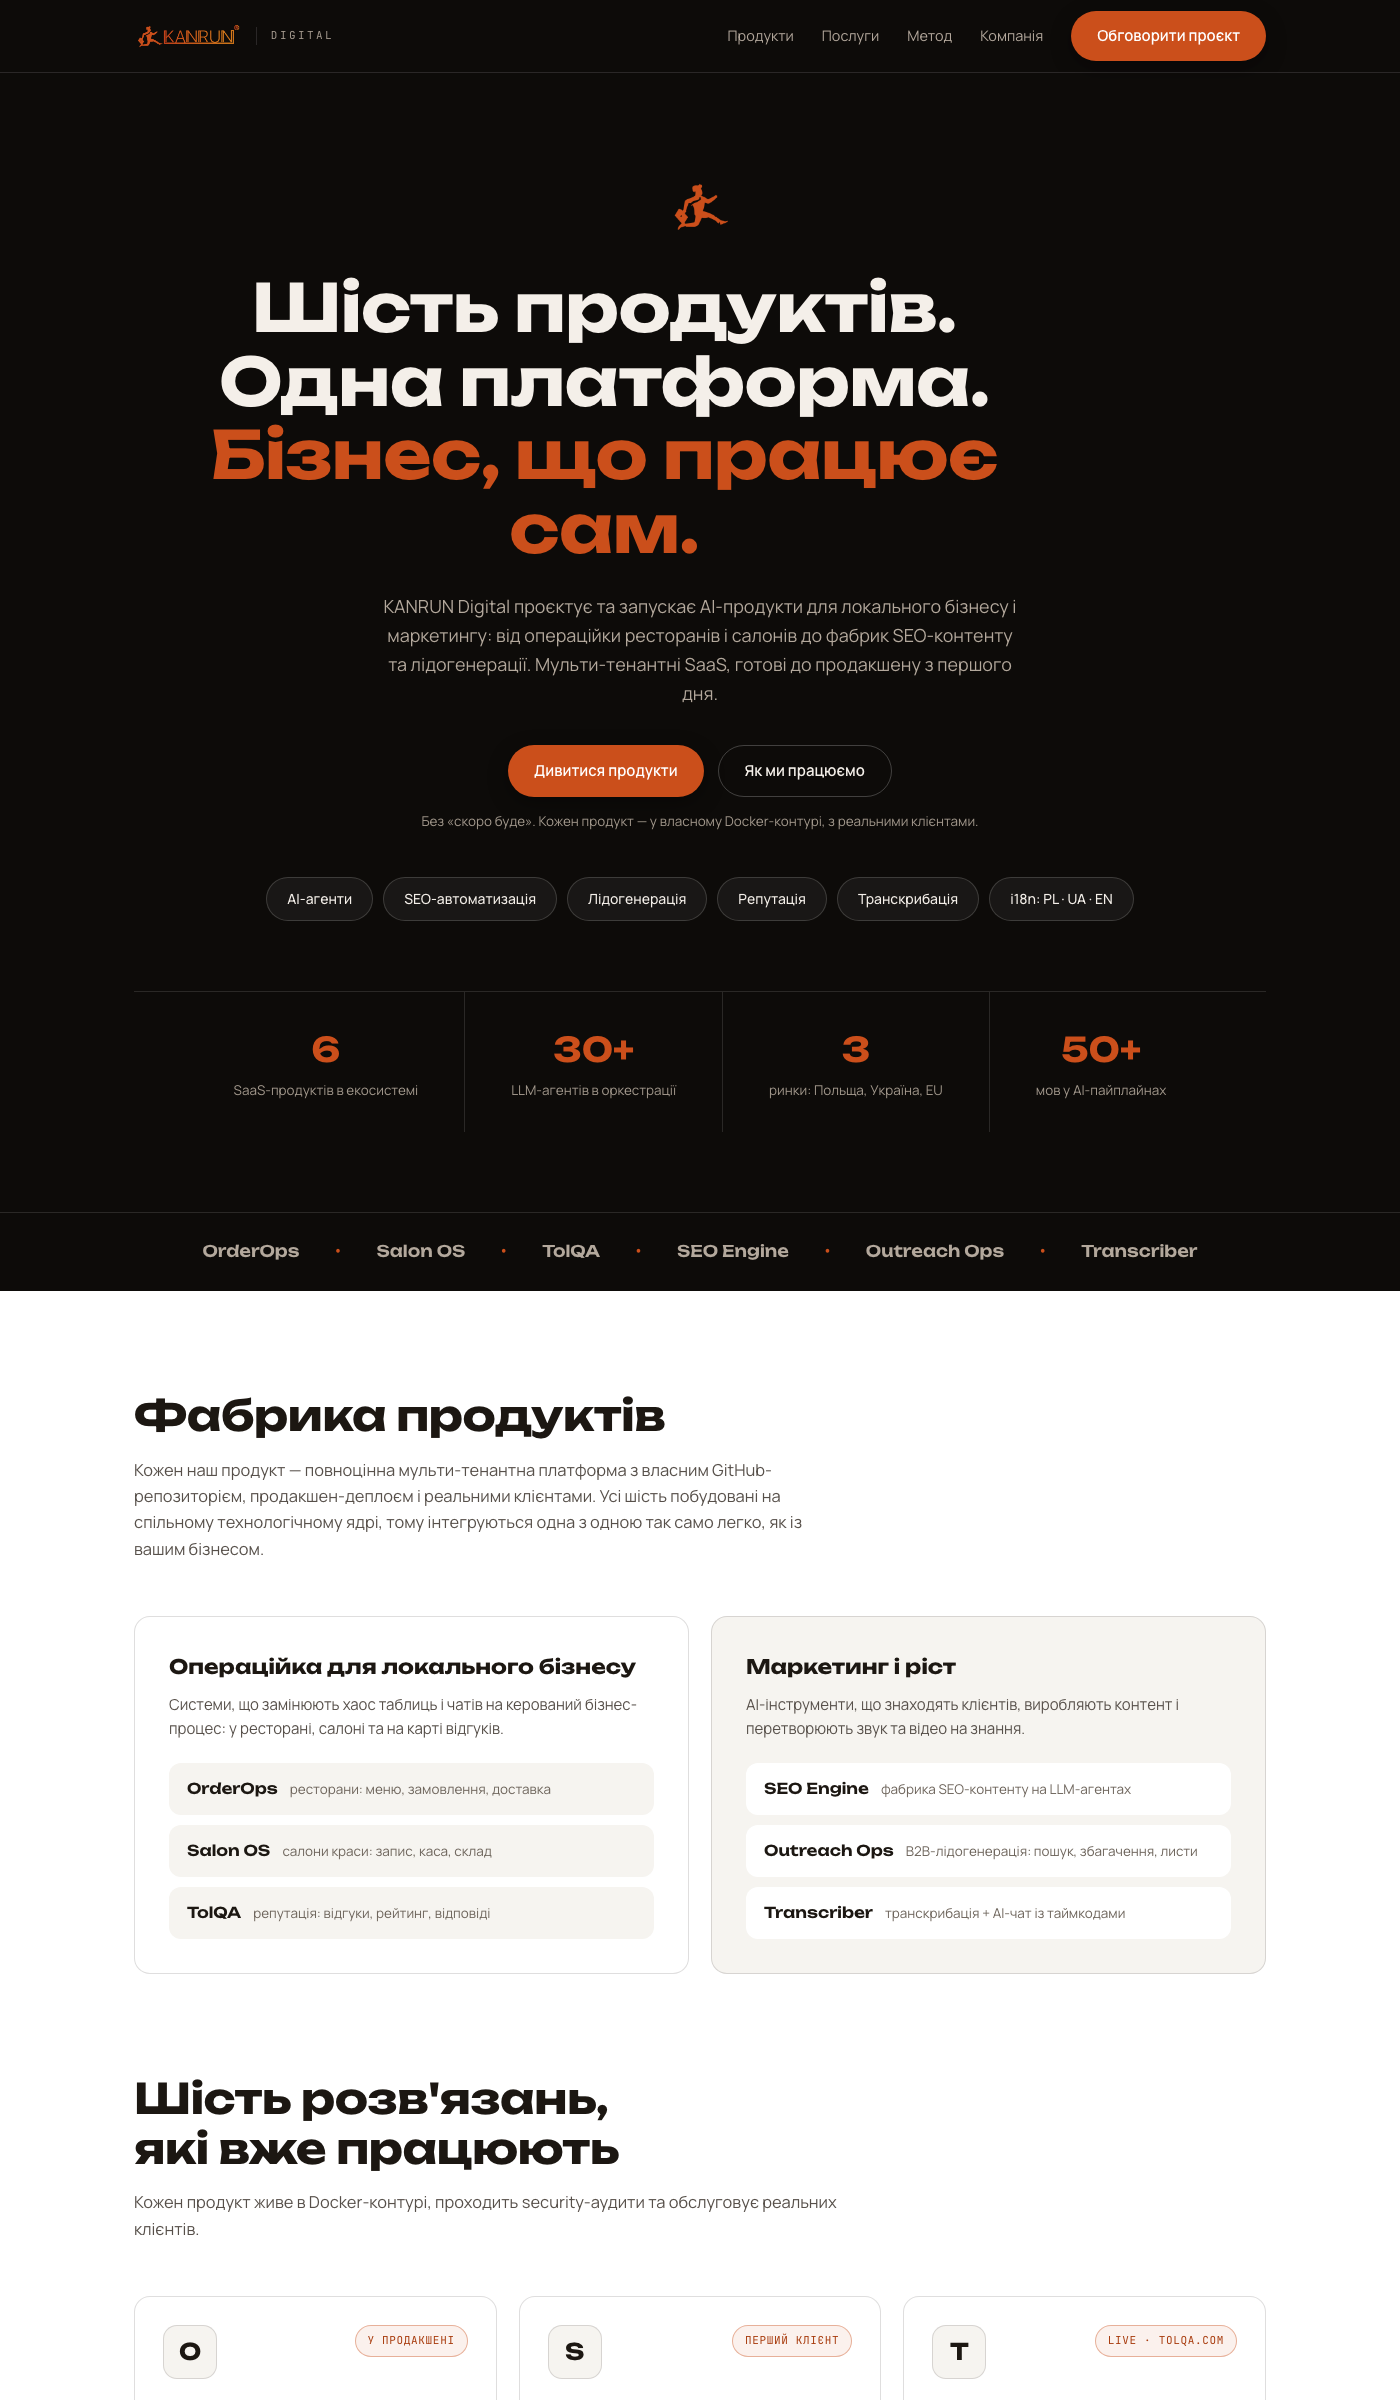 KANRUN®
DIGITAL
Продукти
Послуги
Метод
Компанія
Обговорити проєкт
Шість продуктів.
Одна платформа.
Бізнес, що працює
сам.
KANRUN Digital проєктує та запускає AI-продукти для локального бізнесу і
маркетингу: від операційки ресторанів і салонів до фабрик SEO-контенту
та лідогенерації. Мульти-тенантні SaaS, готові до продакшену з першого
дня.
Дивитися продукти
Як ми працюємо
Без «скоро буде». Кожен продукт — у власному Docker-контурі, з реальними клієнтами.
AI-агенти
SEO-автоматизація
Лідогенерація
Репутація
Транскрибація
i18n: PL · UA · EN
6
SaaS-продуктів в екосистемі
30+
LLM-агентів в оркестрації
3
ринки: Польща, Україна, EU
50+
мов у AI-пайплайнах
OrderOps • Salon OS • TolQA • SEO Engine • Outreach Ops • Transcriber
Фабрика продуктів
Кожен наш продукт — повноцінна мульти-тенантна платформа з власним GitHub-
репозиторієм, продакшен-деплоєм і реальними клієнтами. Усі шість побудовані на
спільному технологічному ядрі, тому інтегруються одна з одною так само легко, як із
вашим бізнесом.
Операційка для локального бізнесу
Системи, що замінюють хаос таблиць і чатів на керований бізнес-
процес: у ресторані, салоні та на карті відгуків.
OrderOps ресторани: меню, замовлення, доставка
Salon OS салони краси: запис, каса, склад
TolQA репутація: відгуки, рейтинг, відповіді
Маркетинг і ріст
AI-інструменти, що знаходять клієнтів, виробляють контент і
перетворюють звук та відео на знання.
SEO Engine фабрика SEO-контенту на LLM-агентах
Outreach Ops B2B-лідогенерація: пошук, збагачення, листи
Transcriber транскрибація + AI-чат із таймкодами
Шість розв'язань,
які вже працюють
Кожен продукт живе в Docker-контурі, проходить security-аудити та обслуговує реальних
клієнтів.
O
У ПРОДАКШЕНІ
S
ПЕРШИЙ КЛІЄНТ
T
LIVE · TOLQA.COM